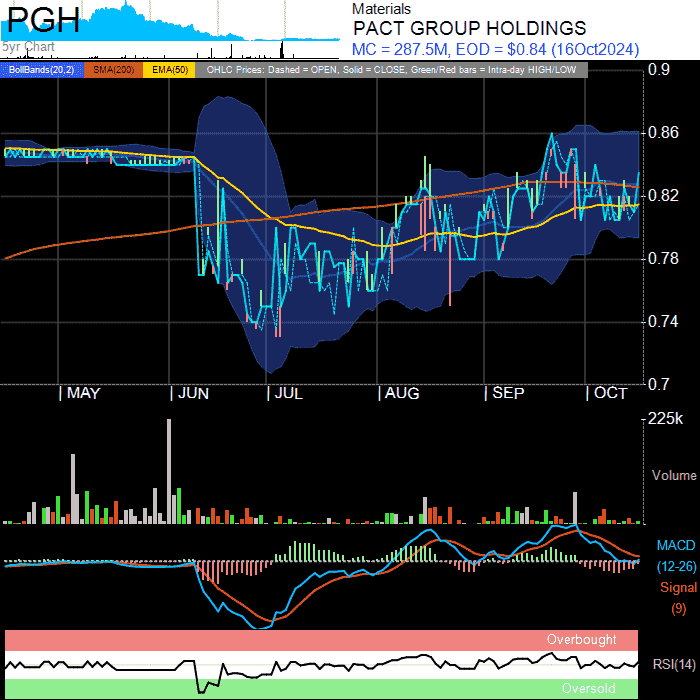 PGH
5yr Chart
Materials
PACT GROUP HOLDINGS
MC = 287.5M, EOD = $0.84 (16Oct2024)
BollBands(20,2) SMA(200) EMA(50) OHLC Prices: Dashed = OPEN, Solid = CLOSE, Green/Red bars = Intra-day HIGH/LOW
0.9
0.86
0.82
0.78
0.74
0.7
MAY JUN JUL AUG SEP OCT
225k
Volume
MACD
(12-26)
Signal
(9)
Overbought
RSI(14)
Oversold